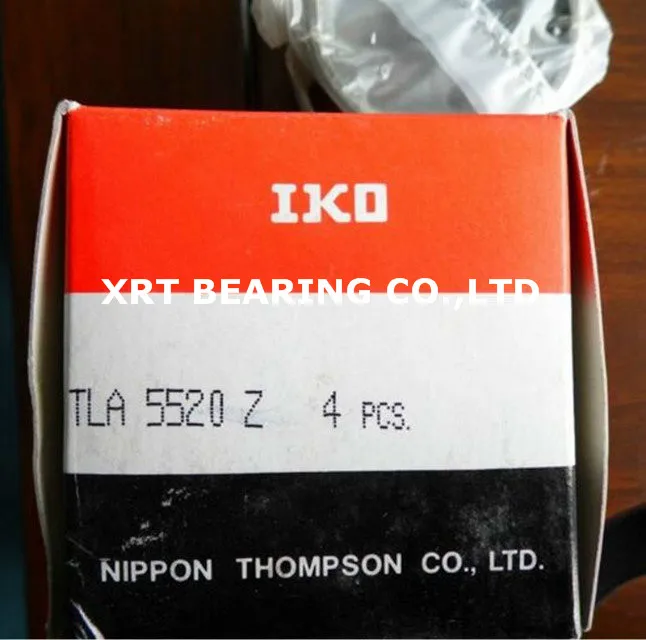 IKO
XRT BEARING CO.,LTD
TLA 5520 Z 4 PCS.
NIPPON THOMPSON CO., LTD.